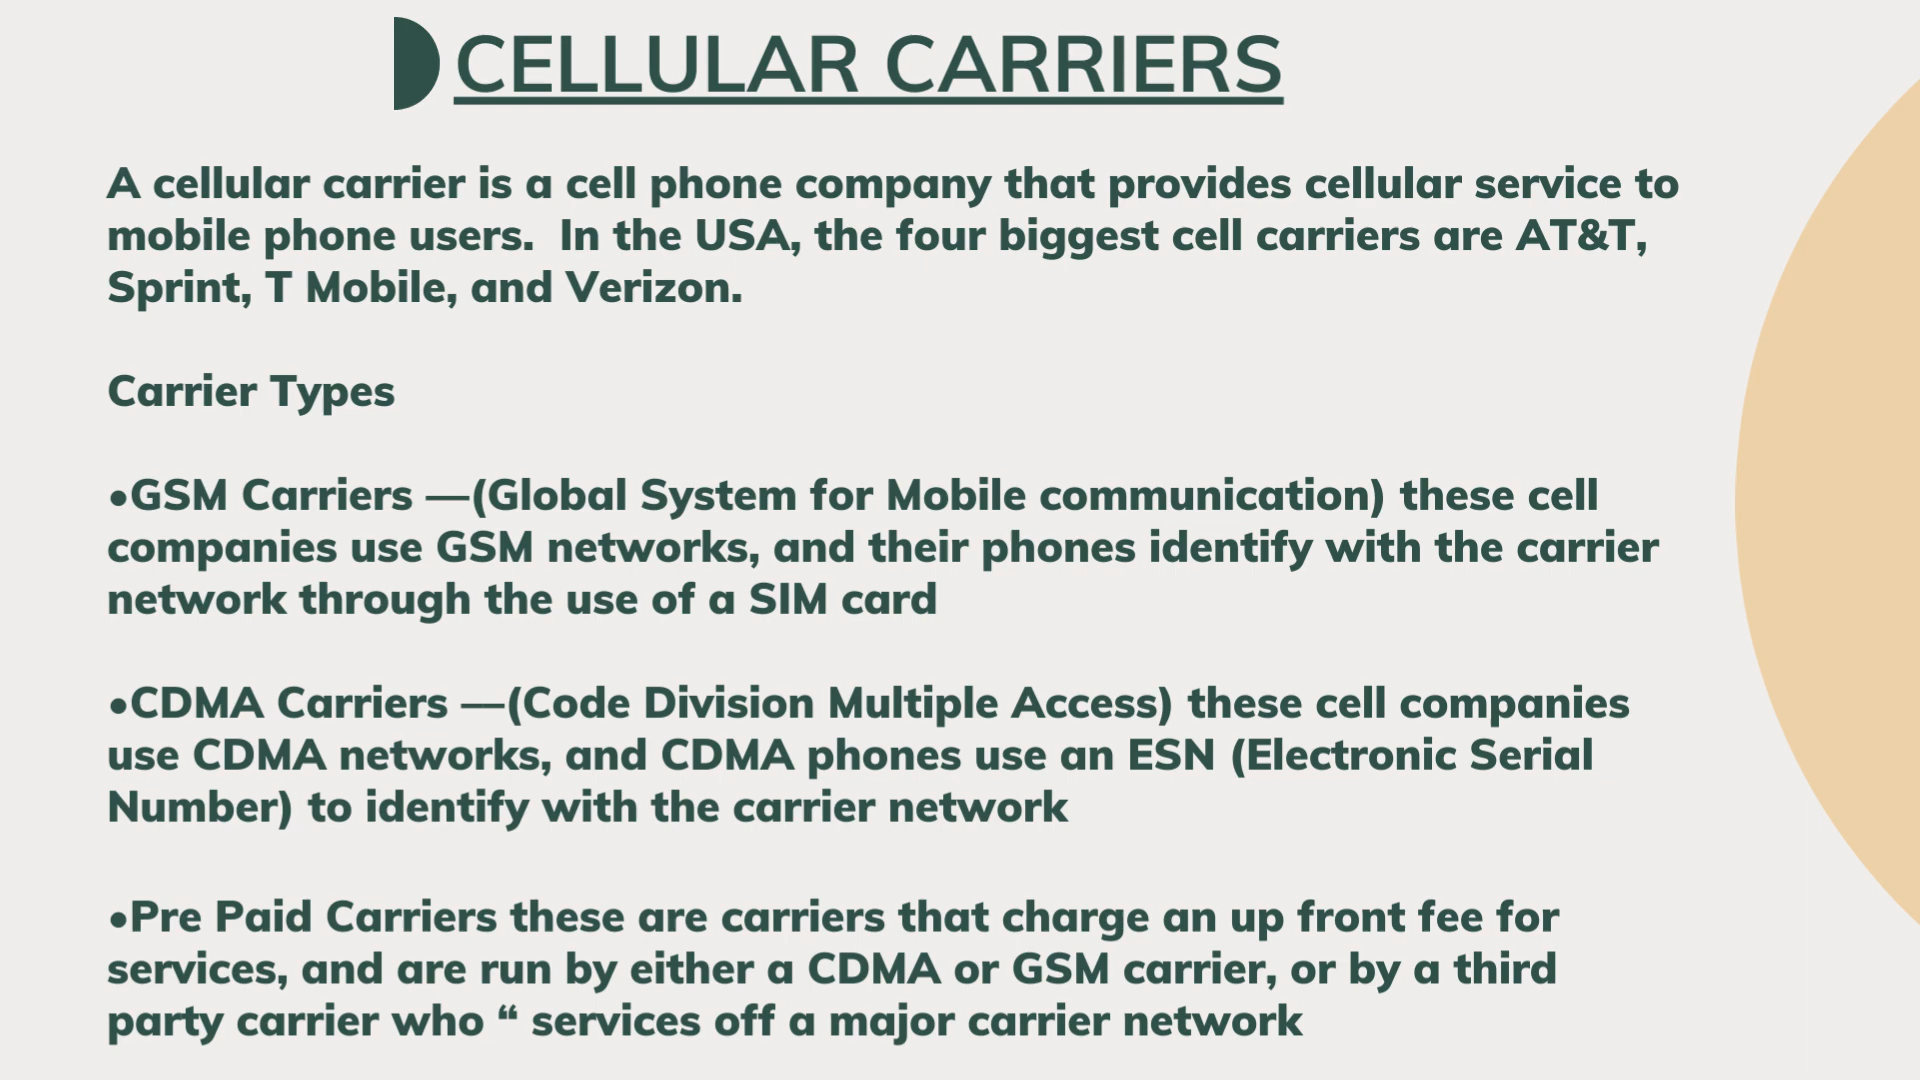 CELLULAR CARRIERS
A cellular carrier is a cell phone company that provides cellular service to
mobile phone users.  In the USA, the four biggest cell carriers are AT&T,
Sprint, T Mobile, and Verizon.
Carrier Types
•GSM Carriers —(Global System for Mobile communication) these cell
companies use GSM networks, and their phones identify with the carrier
network through the use of a SIM card
•CDMA Carriers —(Code Division Multiple Access) these cell companies
use CDMA networks, and CDMA phones use an ESN (Electronic Serial
Number) to identify with the carrier network
•Pre Paid Carriers these are carriers that charge an up front fee for
services, and are run by either a CDMA or GSM carrier, or by a third
party carrier who “ services off a major carrier network